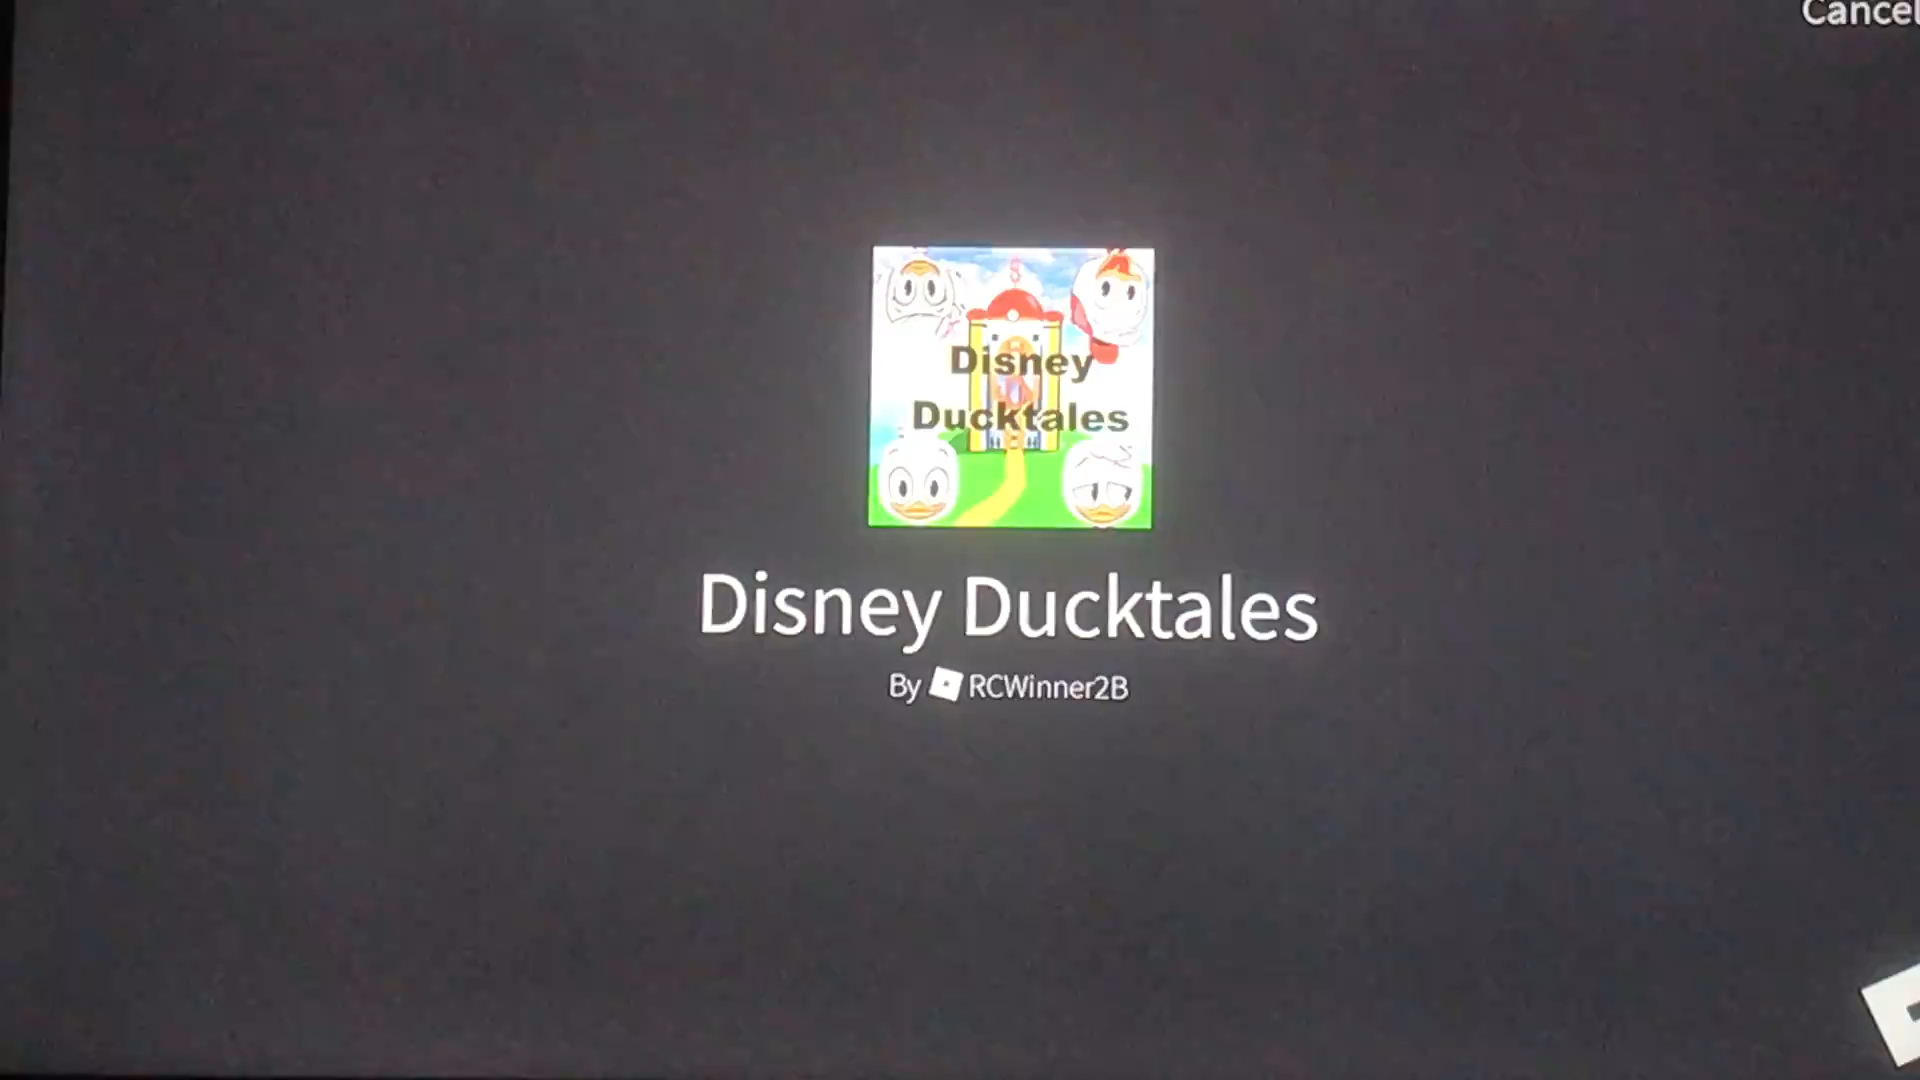 Cancel
Disney
Ducktales
Disney Ducktales
By RCWinner2B